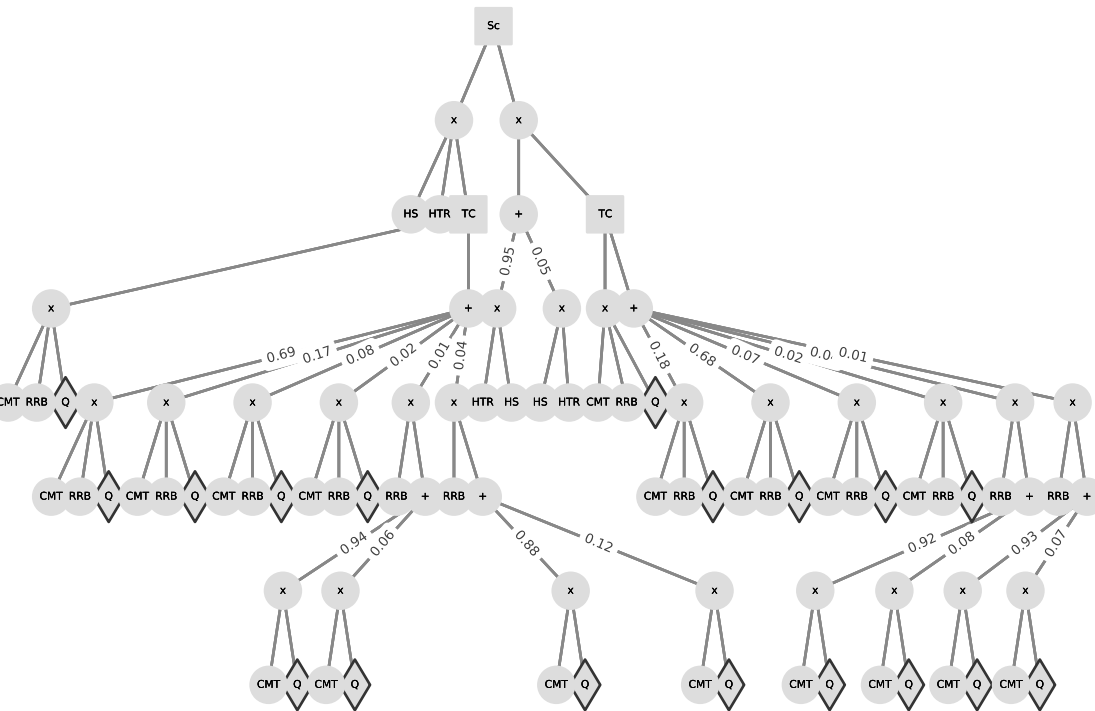 Sc
x x
HS HTR TC + TC
0.95 0.05
x + x x x +
0.69 0.17 0.08 0.02 0.01 0.04 0.18 0.68 0.07 0.02 0.0 0.01
CMT RRB Q x x x x x x HTR HS HS HTR CMT RRB Q x x x x x x
CMT RRB Q CMT RRB Q CMT RRB Q CMT RRB Q RRB + RRB + CMT RRB Q CMT RRB Q CMT RRB Q CMT RRB Q RRB + RRB +
0.94 0.06 0.88 0.12 0.92 0.08 0.93 0.07
x x x x x x x x
CMT Q CMT Q CMT Q CMT Q CMT Q CMT Q CMT Q CMT Q